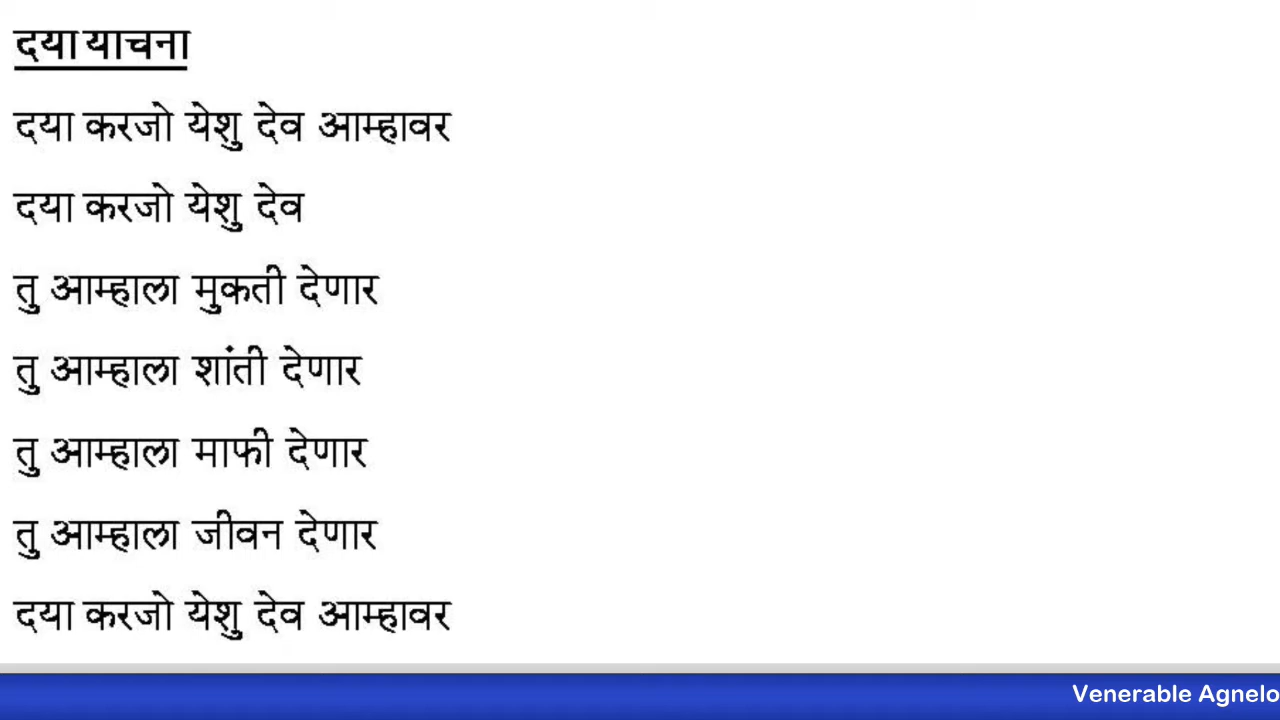 दया याचना
दया करजो येशु देव आम्हावर
दया करजो येशु देव
तु आम्हाला मुकती देणार
तु आम्हाला शांती देणार
तु आम्हाला माफी देणार
तु आम्हाला जीवन देणार
दया करजो येशु देव आम्हावर
Venerable Agnelo